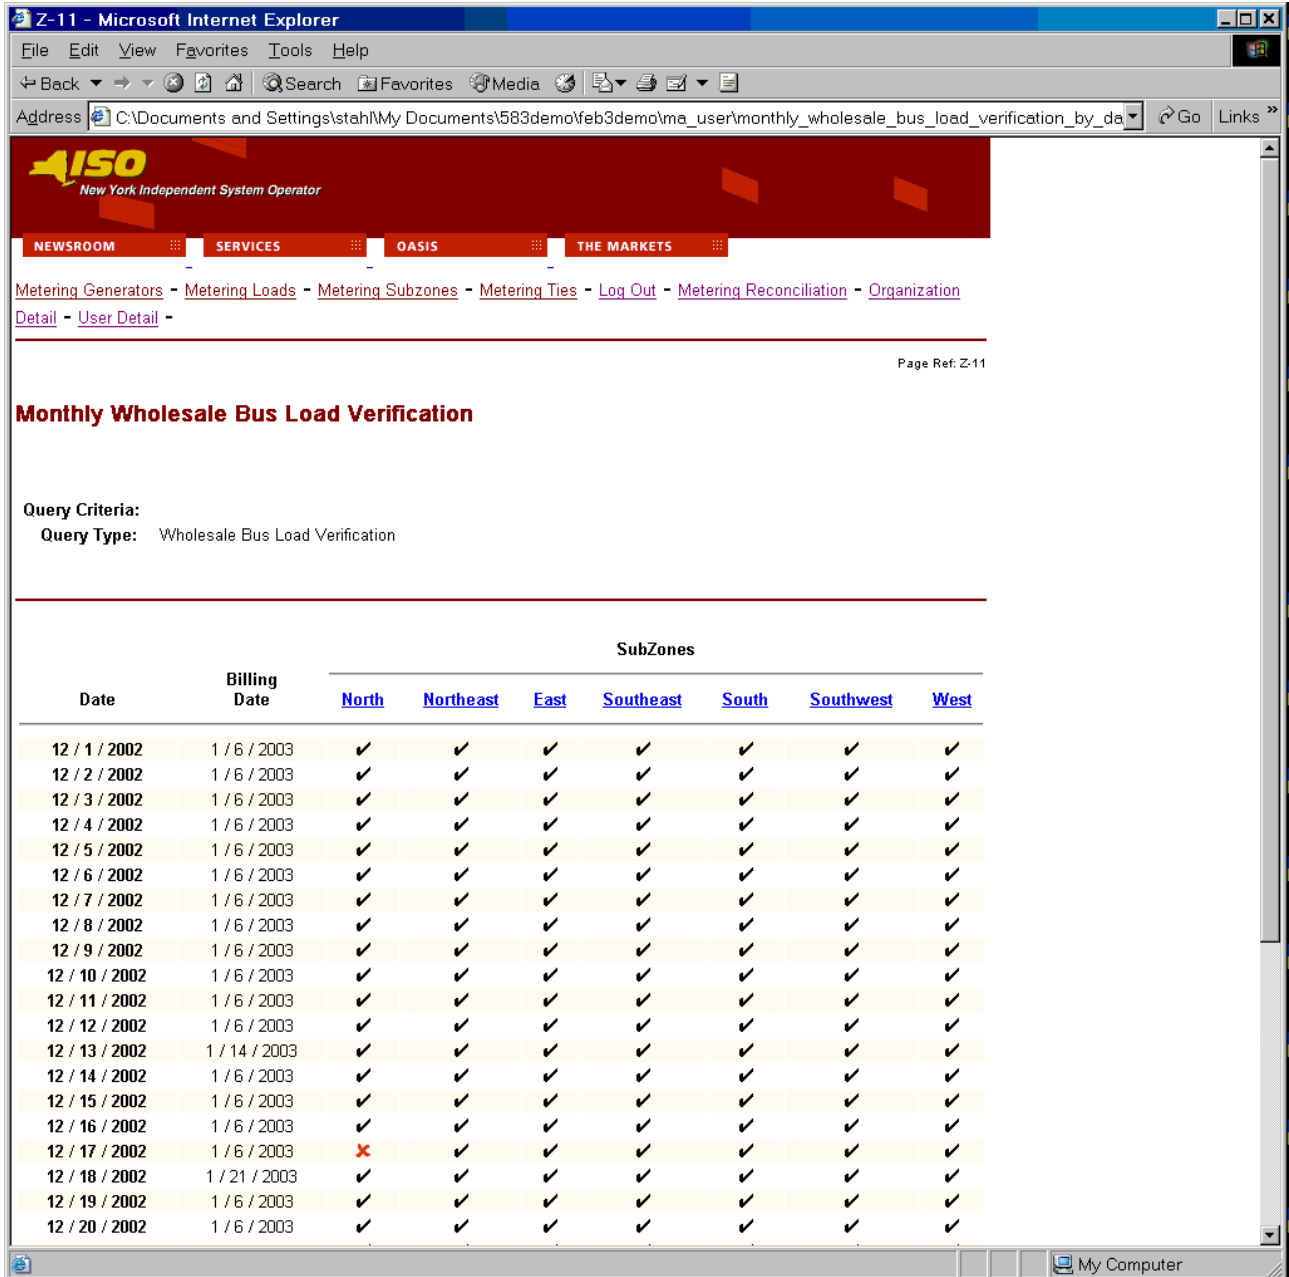 Z-11 - Microsoft Internet Explorer
File Edit View Favorites Tools Help
Back Search Favorites Media
Address C:\Documents and Settings\stahl\My Documents\583demo\feb3demo\ma_user\monthly_wholesale_bus_load_verification_by_da Go Links »
ISO
New York Independent System Operator
NEWSROOM SERVICES OASIS THE MARKETS
Metering Generators - Metering Loads - Metering Subzones - Metering Ties - Log Out - Metering Reconciliation - Organization
Detail - User Detail -
Page Ref: Z-11
Monthly Wholesale Bus Load Verification
Query Criteria:
Query Type: Wholesale Bus Load Verification
SubZones
Billing
Date Date North Northeast East Southeast South Southwest West
12 / 1 / 2002 1 / 6 / 2003 ✔ ✔ ✔ ✔ ✔ ✔ ✔
12 / 2 / 2002 1 / 6 / 2003 ✔ ✔ ✔ ✔ ✔ ✔ ✔
12 / 3 / 2002 1 / 6 / 2003 ✔ ✔ ✔ ✔ ✔ ✔ ✔
12 / 4 / 2002 1 / 6 / 2003 ✔ ✔ ✔ ✔ ✔ ✔ ✔
12 / 5 / 2002 1 / 6 / 2003 ✔ ✔ ✔ ✔ ✔ ✔ ✔
12 / 6 / 2002 1 / 6 / 2003 ✔ ✔ ✔ ✔ ✔ ✔ ✔
12 / 7 / 2002 1 / 6 / 2003 ✔ ✔ ✔ ✔ ✔ ✔ ✔
12 / 8 / 2002 1 / 6 / 2003 ✔ ✔ ✔ ✔ ✔ ✔ ✔
12 / 9 / 2002 1 / 6 / 2003 ✔ ✔ ✔ ✔ ✔ ✔ ✔
12 / 10 / 2002 1 / 6 / 2003 ✔ ✔ ✔ ✔ ✔ ✔ ✔
12 / 11 / 2002 1 / 6 / 2003 ✔ ✔ ✔ ✔ ✔ ✔ ✔
12 / 12 / 2002 1 / 6 / 2003 ✔ ✔ ✔ ✔ ✔ ✔ ✔
12 / 13 / 2002 1 / 14 / 2003 ✔ ✔ ✔ ✔ ✔ ✔ ✔
12 / 14 / 2002 1 / 6 / 2003 ✔ ✔ ✔ ✔ ✔ ✔ ✔
12 / 15 / 2002 1 / 6 / 2003 ✔ ✔ ✔ ✔ ✔ ✔ ✔
12 / 16 / 2002 1 / 6 / 2003 ✔ ✔ ✔ ✔ ✔ ✔ ✔
12 / 17 / 2002 1 / 6 / 2003 ✘ ✔ ✔ ✔ ✔ ✔ ✔
12 / 18 / 2002 1 / 21 / 2003 ✔ ✔ ✔ ✔ ✔ ✔ ✔
12 / 19 / 2002 1 / 6 / 2003 ✔ ✔ ✔ ✔ ✔ ✔ ✔
12 / 20 / 2002 1 / 6 / 2003 ✔ ✔ ✔ ✔ ✔ ✔ ✔
My Computer